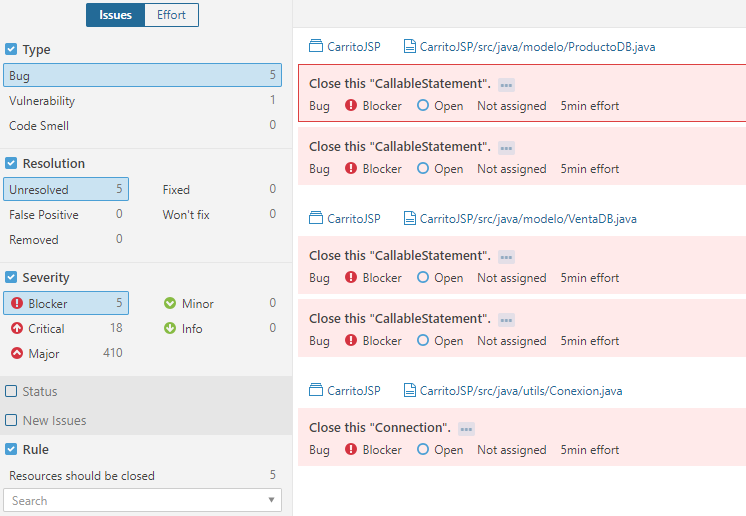 Issues Effort
Type
Bug 5
Vulnerability 1
Code Smell 0
Resolution
Unresolved 5 Fixed 0
False Positive 0 Won't fix 0
Removed 0
Severity
Blocker 5 Minor 0
Critical 18 Info 0
Major 410
Status
New Issues
Rule
Resources should be closed 5
Search
CarritoJSP CarritoJSP/src/java/modelo/ProductoDB.java
Close this "CallableStatement". ...
Bug Blocker Open Not assigned 5min effort
Close this "CallableStatement". ...
Bug Blocker Open Not assigned 5min effort
CarritoJSP CarritoJSP/src/java/modelo/VentaDB.java
Close this "CallableStatement". ...
Bug Blocker Open Not assigned 5min effort
Close this "CallableStatement". ...
Bug Blocker Open Not assigned 5min effort
CarritoJSP CarritoJSP/src/java/utils/Conexion.java
Close this "Connection". ...
Bug Blocker Open Not assigned 5min effort